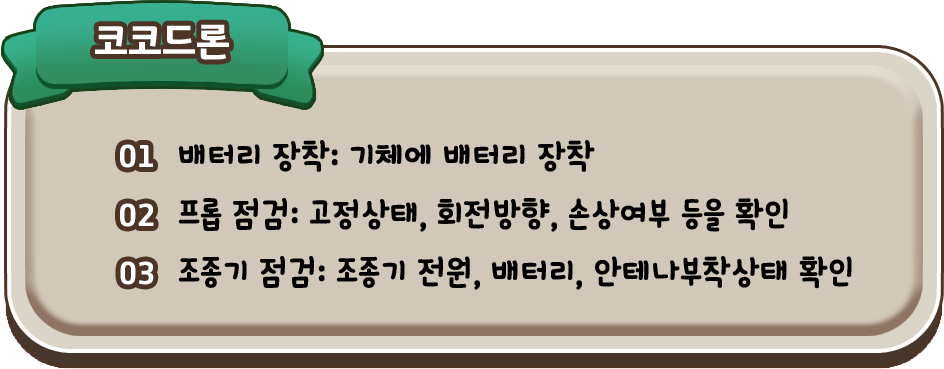 코코드론
01 배터리 장착: 기체에 배터리 장착
02 프롭 점검: 고정상태, 회전방향, 손상여부 등을 확인
03 조종기 점검: 조종기 전원, 배터리, 안테나부착상태 확인